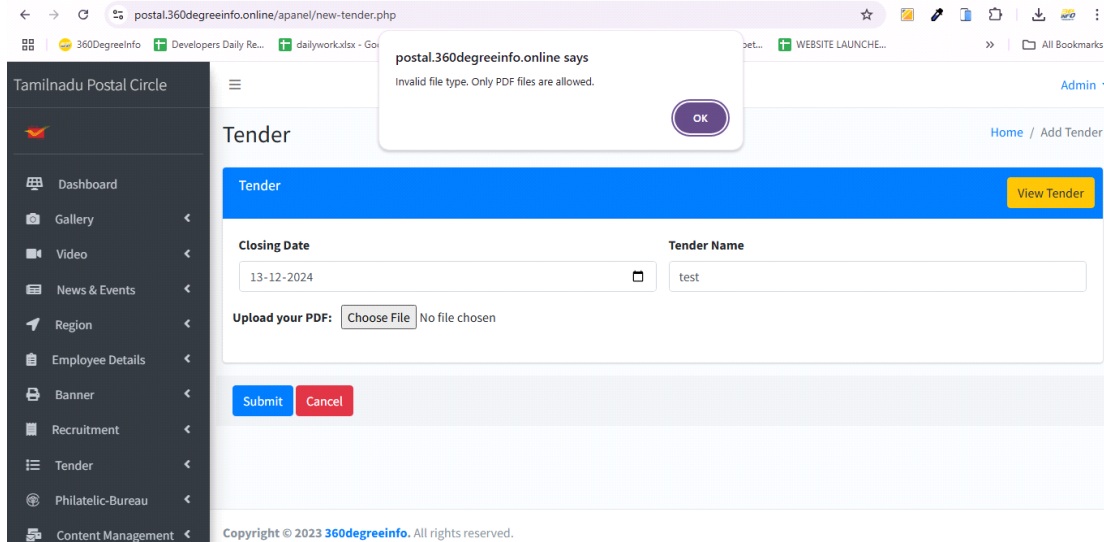 postal.360degreeinfo.online/apanel/new-tender.php
360DegreeInfo
Developers Daily Re...
dailywork.xlsx - Go
bet...
WEBSITE LAUNCHE...
All Bookmarks
postal.360degreeinfo.online says
Invalid file type. Only PDF files are allowed.
OK
Tamilnadu Postal Circle
Admin
Tender
Home / Add Tender
Dashboard
Gallery
Video
News & Events
Region
Employee Details
Banner
Recruitment
Tender
Philatelic-Bureau
Content Management
Tender
View Tender
Closing Date
Tender Name
13-12-2024
test
Upload your PDF:
Choose File
No file chosen
Submit
Cancel
Copyright © 2023 360degreeinfo. All rights reserved.